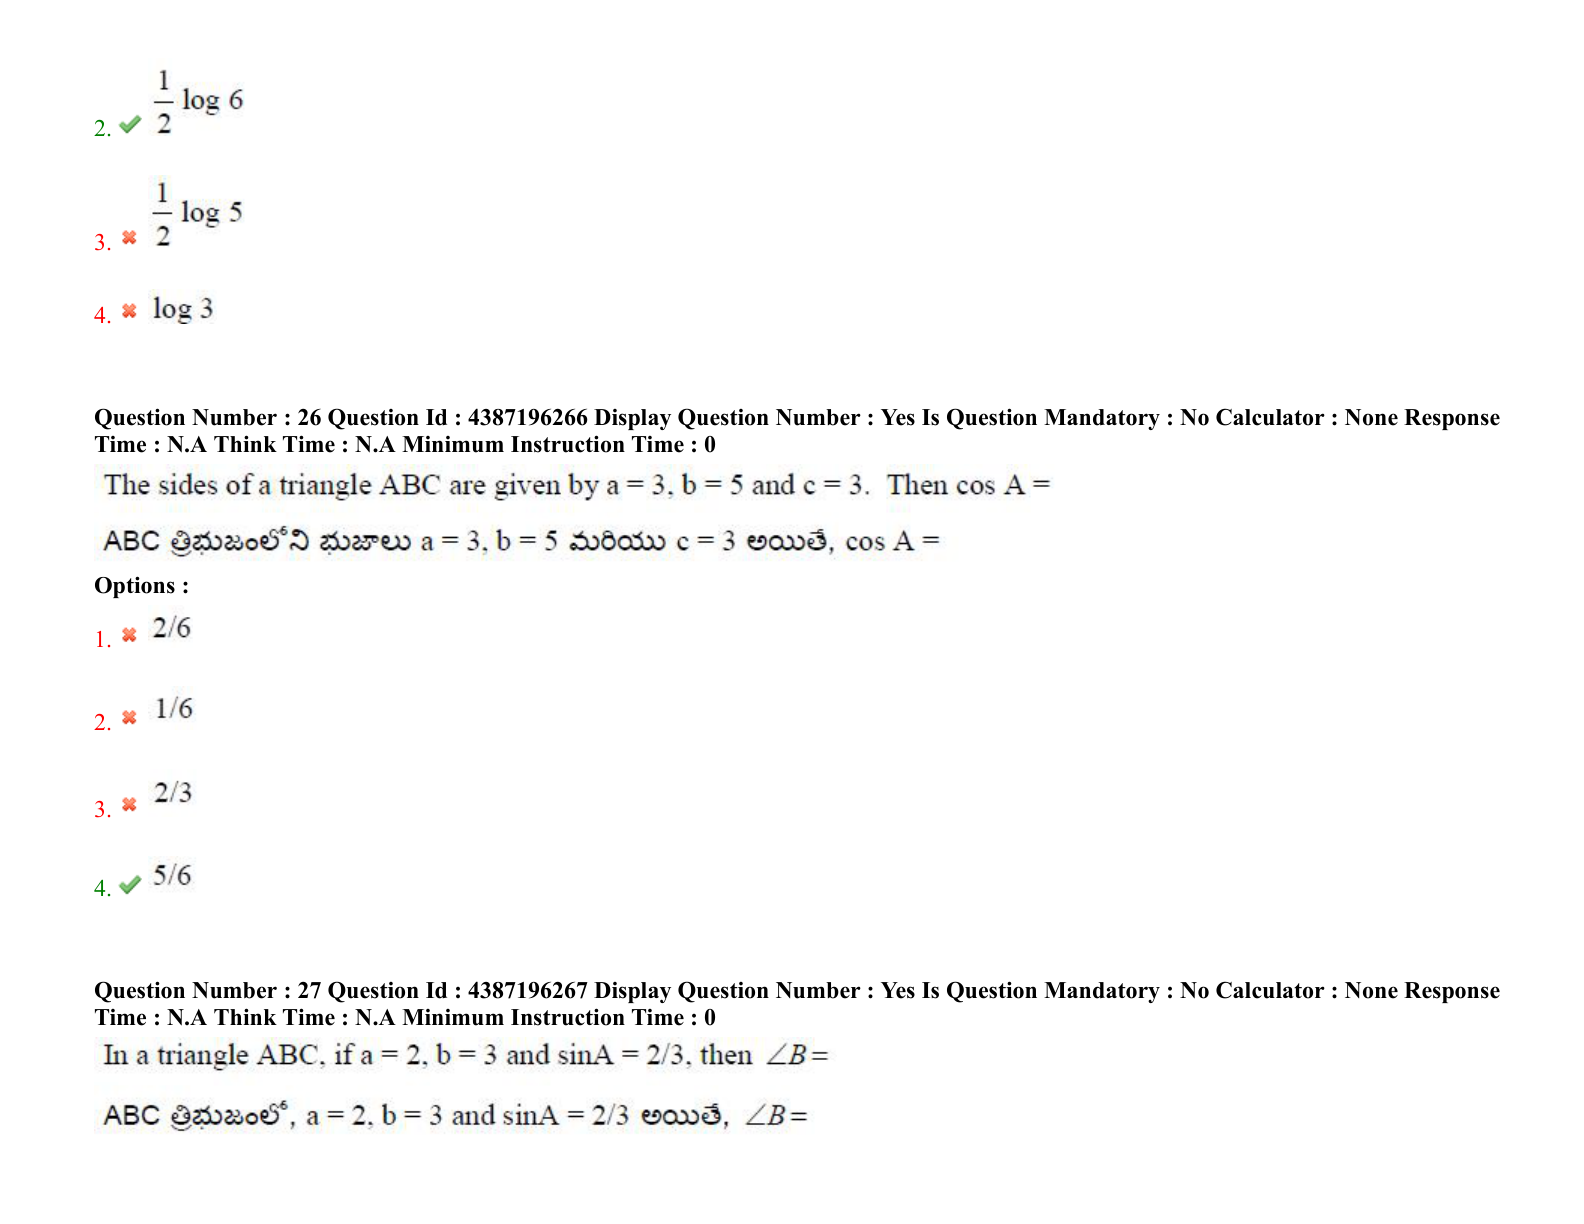 2. 1/2 log 6
3. 1/2 log 5
4. log 3
Question Number : 26 Question Id : 4387196266 Display Question Number : Yes Is Question Mandatory : No Calculator : None Response
Time : N.A Think Time : N.A Minimum Instruction Time : 0
The sides of a triangle ABC are given by a = 3, b = 5 and c = 3. Then cos A =
ABC త్రిభుజంలోని భుజాలు a = 3, b = 5 మరియు c = 3 అయితే, cos A =
Options :
1. 2/6
2. 1/6
3. 2/3
4. 5/6
Question Number : 27 Question Id : 4387196267 Display Question Number : Yes Is Question Mandatory : No Calculator : None Response
Time : N.A Think Time : N.A Minimum Instruction Time : 0
In a triangle ABC, if a = 2, b = 3 and sinA = 2/3, then ∠B=
ABC త్రిభుజంలో, a = 2, b = 3 and sinA = 2/3 అయితే, ∠B=